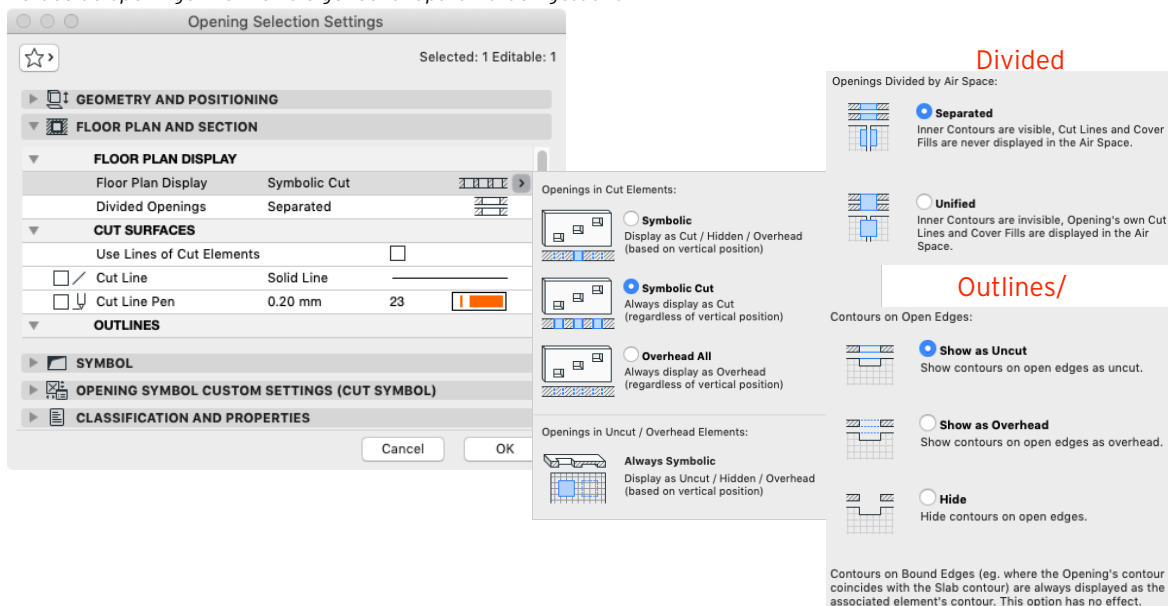 Opening Selection Settings
Selected: 1 Editable: 1
GEOMETRY AND POSITIONING
FLOOR PLAN AND SECTION
FLOOR PLAN DISPLAY
Floor Plan Display Symbolic Cut
Divided Openings Separated
CUT SURFACES
Use Lines of Cut Elements
Cut Line Solid Line
Cut Line Pen 0.20 mm 23
OUTLINES
SYMBOL
OPENING SYMBOL CUSTOM SETTINGS (CUT SYMBOL)
CLASSIFICATION AND PROPERTIES
Cancel OK
Openings in Cut Elements:
Symbolic
Display as Cut / Hidden / Overhead
(based on vertical position)
Symbolic Cut
Always display as Cut
(regardless of vertical position)
Overhead All
Always display as Overhead
(regardless of vertical position)
Openings in Uncut / Overhead Elements:
Always Symbolic
Display as Uncut / Hidden / Overhead
(based on vertical position)
Divided
Openings Divided by Air Space:
Separated
Inner Contours are visible, Cut Lines and Cover
Fills are never displayed in the Air Space.
Unified
Inner Contours are invisible, Opening's own Cut
Lines and Cover Fills are displayed in the Air
Space.
Outlines/
Contours on Open Edges:
Show as Uncut
Show contours on open edges as uncut.
Show as Overhead
Show contours on open edges as overhead.
Hide
Hide contours on open edges.
Contours on Bound Edges (eg. where the Opening's contour
coincides with the Slab contour) are always displayed as the
associated element's contour. This option has no effect.